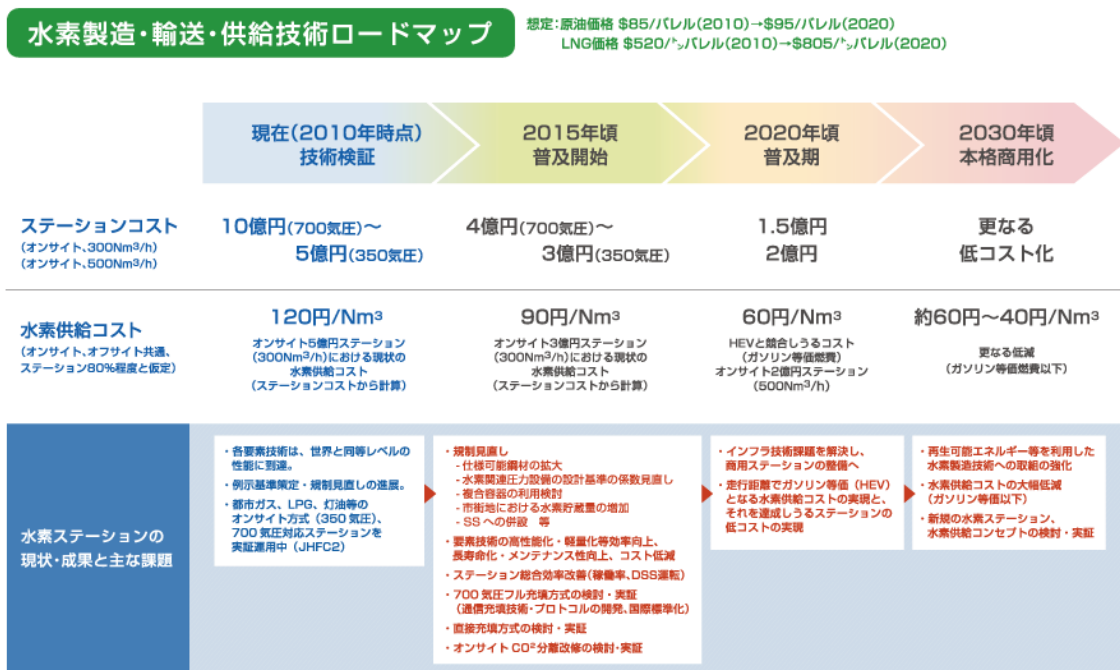 水素製造・輸送・供給技術ロードマップ
想定：原油価格 $85/バレル（2010）→$95/バレル（2020）
LNG価格 $520/㌧バレル（2010）→$805/㌧バレル（2020）
現在（2010年時点）
技術検証
2015年頃
普及開始
2020年頃
普及期
2030年頃
本格商用化
ステーションコスト
（オンサイト、300Nm³/h）
（オンサイト、500Nm³/h）
10億円（700気圧）～
5億円（350気圧）
4億円（700気圧）～
3億円（350気圧）
1.5億円
2億円
更なる
低コスト化
水素供給コスト
（オンサイト、オフサイト共通、
ステーション80%程度と仮定）
120円/Nm³
オンサイト5億円ステーション
（300Nm³/h）における現状の
水素供給コスト
（ステーションコストから計算）
90円/Nm³
オンサイト3億円ステーション
（300Nm³/h）における現状の
水素供給コスト
（ステーションコストから計算）
60円/Nm³
HEVと競合しうるコスト
（ガソリン等価燃費）
オンサイト2億円ステーション
（500Nm³/h）
約60円～40円/Nm³
更なる低減
（ガソリン等価燃費以下）
水素ステーションの
現状・成果と主な課題
・各要素技術は、世界と同等レベルの
性能に到達。
・例示基準策定・規制見直しの進展。
・都市ガス、LPG、灯油等の
オンサイト方式（350気圧）、
700気圧対応ステーションを
実証運用中（JHFC2）
・規制見直し
- 仕様可能鋼材の拡大
- 水素関連圧力設備の設計基準の係数見直し
- 複合容器の利用検討
- 市街地における水素貯蔵量の増加
- SSへの併設 等
・要素技術の高性能化・軽量化等効率向上、
長寿命化・メンテナンス性向上、コスト低減
・ステーション総合効率改善（稼働率、DSS運転）
・700気圧フル充填方式の検討・実証
（通信充填技術・プロトコルの開発、国際標準化）
・直接充填方式の検討・実証
・オンサイトCO²分離改修の検討・実証
・インフラ技術課題を解決し、
商用ステーションの整備へ
・走行距離でガソリン等価（HEV）
となる水素供給コストの実現と、
それを達成しうるステーションの
低コストの実現
・再生可能エネルギー等を利用した
水素製造技術への取組の強化
・水素供給コストの大幅低減
（ガソリン等価以下）
・新規の水素ステーション、
水素供給コンセプトの検討・実証